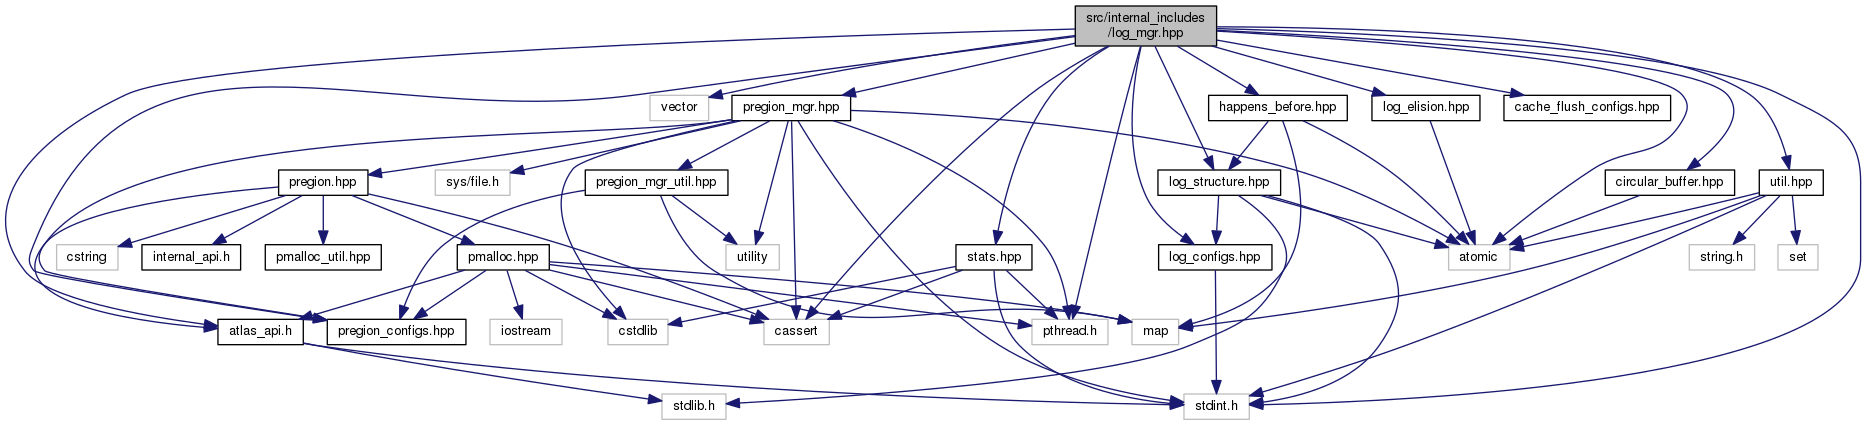 src/internal_includes
/log_mgr.hpp
vector
pregion_mgr.hpp
happens_before.hpp
log_elision.hpp
cache_flush_configs.hpp
pregion.hpp
sys/file.h
pregion_mgr_util.hpp
log_structure.hpp
circular_buffer.hpp
util.hpp
cstring
internal_api.h
pmalloc_util.hpp
pmalloc.hpp
utility
stats.hpp
log_configs.hpp
atomic
string.h
set
atlas_api.h
pregion_configs.hpp
iostream
cstdlib
cassert
pthread.h
map
stdlib.h
stdint.h